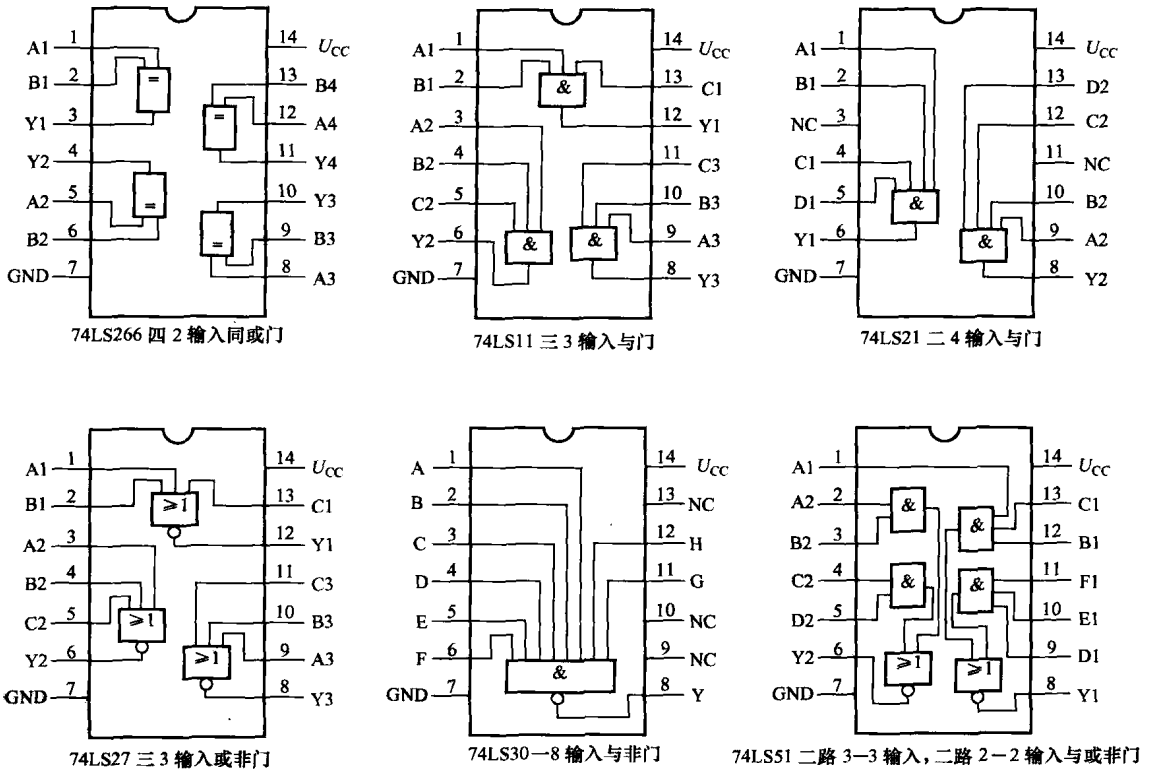 A1 1 14 UCC
B1 2 13 B4
Y1 3 12 A4
Y2 4 11 Y4
A2 5 10 Y3
B2 6 9 B3
GND 7 8 A3
= = = =
74LS266 四 2 输入同或门
A1 1 14 UCC
B1 2 13 C1
A2 3 12 Y1
B2 4 11 C3
C2 5 10 B3
Y2 6 9 A3
GND 7 8 Y3
& & &
74LS11 三 3 输入与门
A1 1 14 UCC
B1 2 13 D2
NC 3 12 C2
C1 4 11 NC
D1 5 10 B2
Y1 6 9 A2
GND 7 8 Y2
& &
74LS21 二 4 输入与门
A1 1 14 UCC
B1 2 13 C1
A2 3 12 Y1
B2 4 11 C3
C2 5 10 B3
Y2 6 9 A3
GND 7 8 Y3
≥1 ≥1 ≥1
74LS27 三 3 输入或非门
A 1 14 UCC
B 2 13 NC
C 3 12 H
D 4 11 G
E 5 10 NC
F 6 9 NC
GND 7 8 Y
&
74LS30一8 输入与非门
A1 1 14 UCC
A2 2 13 C1
B2 3 12 B1
C2 4 11 F1
D2 5 10 E1
Y2 6 9 D1
GND 7 8 Y1
& & & & ≥1 ≥1
74LS51 二路 3－3 输入，二路 2－2 输入与或非门